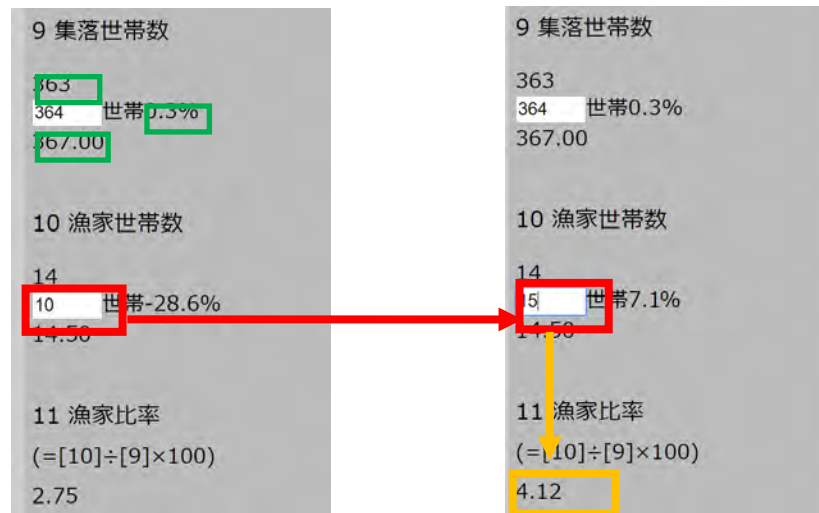 9 集落世帯数
363
364 世帯0.3%
367.00
10 漁家世帯数
14
10 世帯-28.6%
14.50
11 漁家比率
(=[10]÷[9]×100)
2.75
9 集落世帯数
363
364 世帯0.3%
367.00
10 漁家世帯数
14
15 世帯7.1%
14.50
11 漁家比率
(=[10]÷[9]×100)
4.12